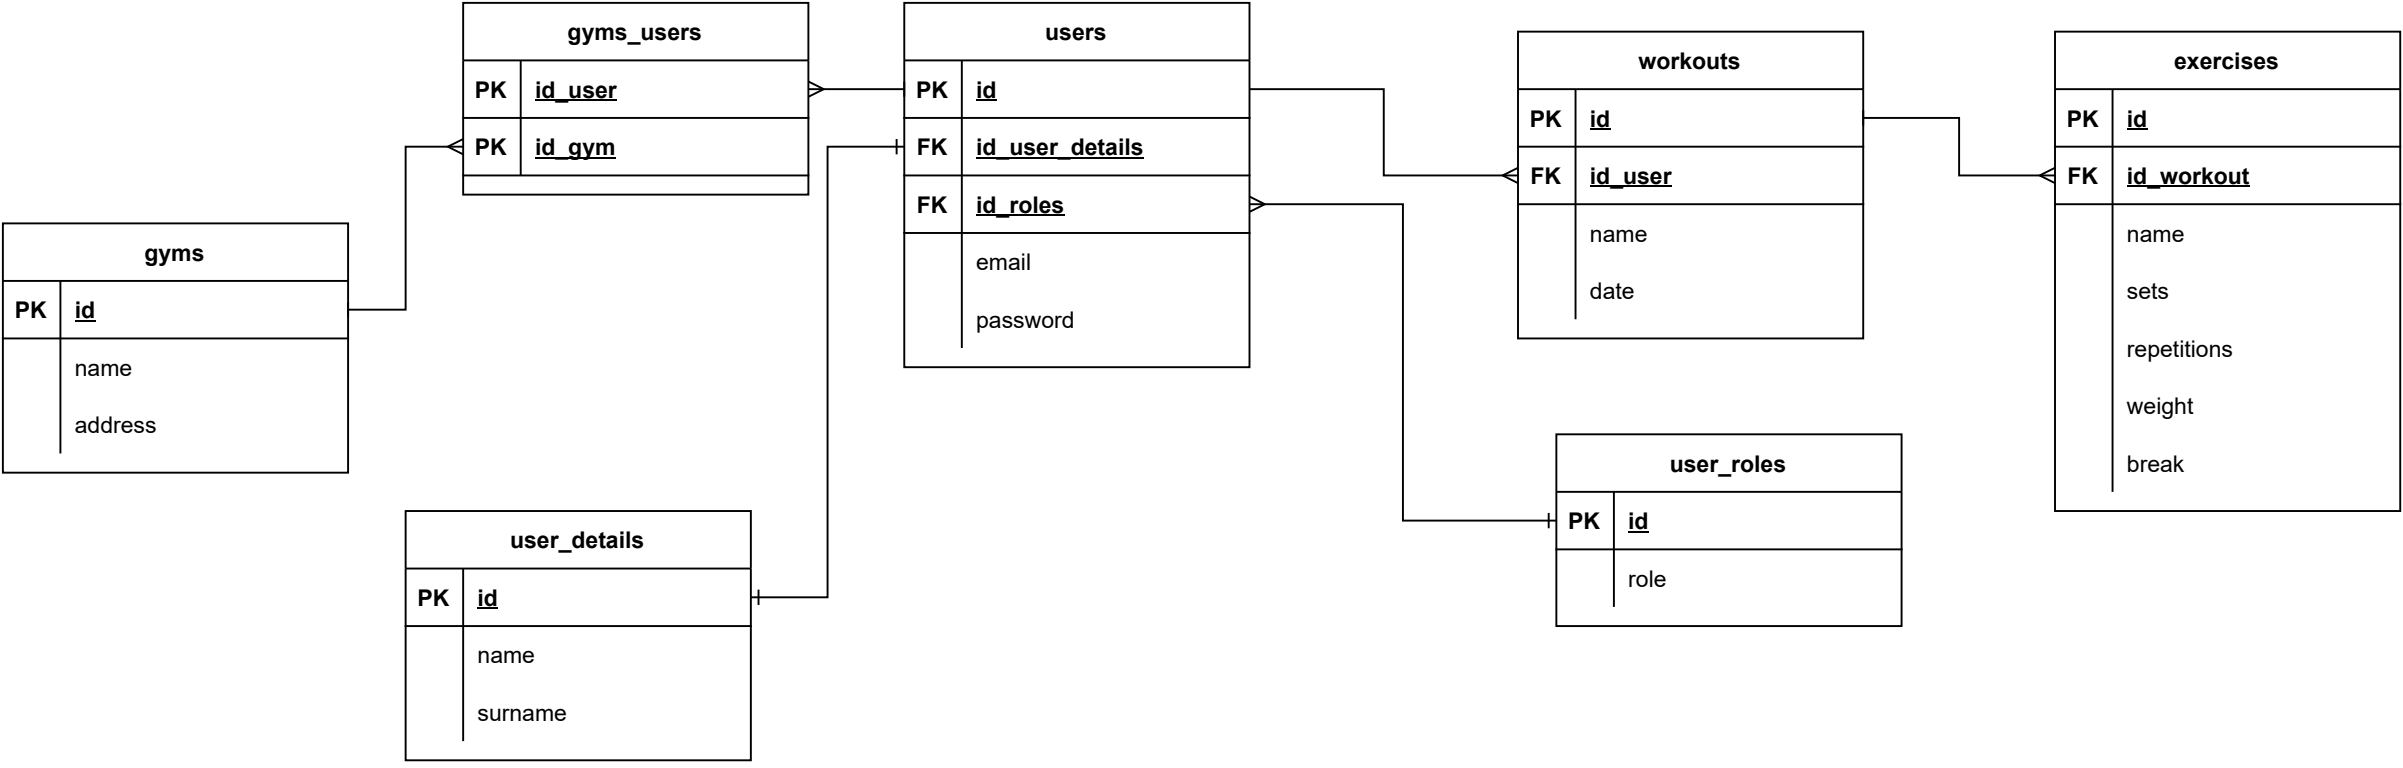 gyms_users
PK id_user
PK id_gym
users
PK id
FK id_user_details
FK id_roles
email
password
workouts
PK id
FK id_user
name
date
exercises
PK id
FK id_workout
name
sets
repetitions
weight
break
gyms
PK id
name
address
user_details
PK id
name
surname
user_roles
PK id
role